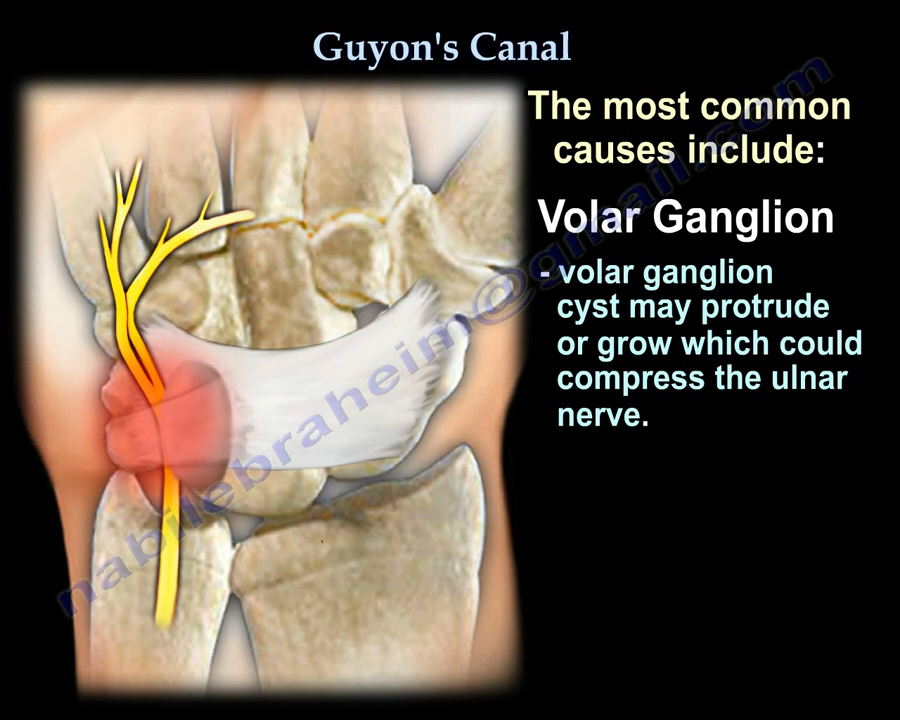 Guyon's Canal
The most common
causes include:
Volar Ganglion
- volar ganglion
cyst may protrude
or grow which could
compress the ulnar
nerve.
nabilebraheim@gmail.com